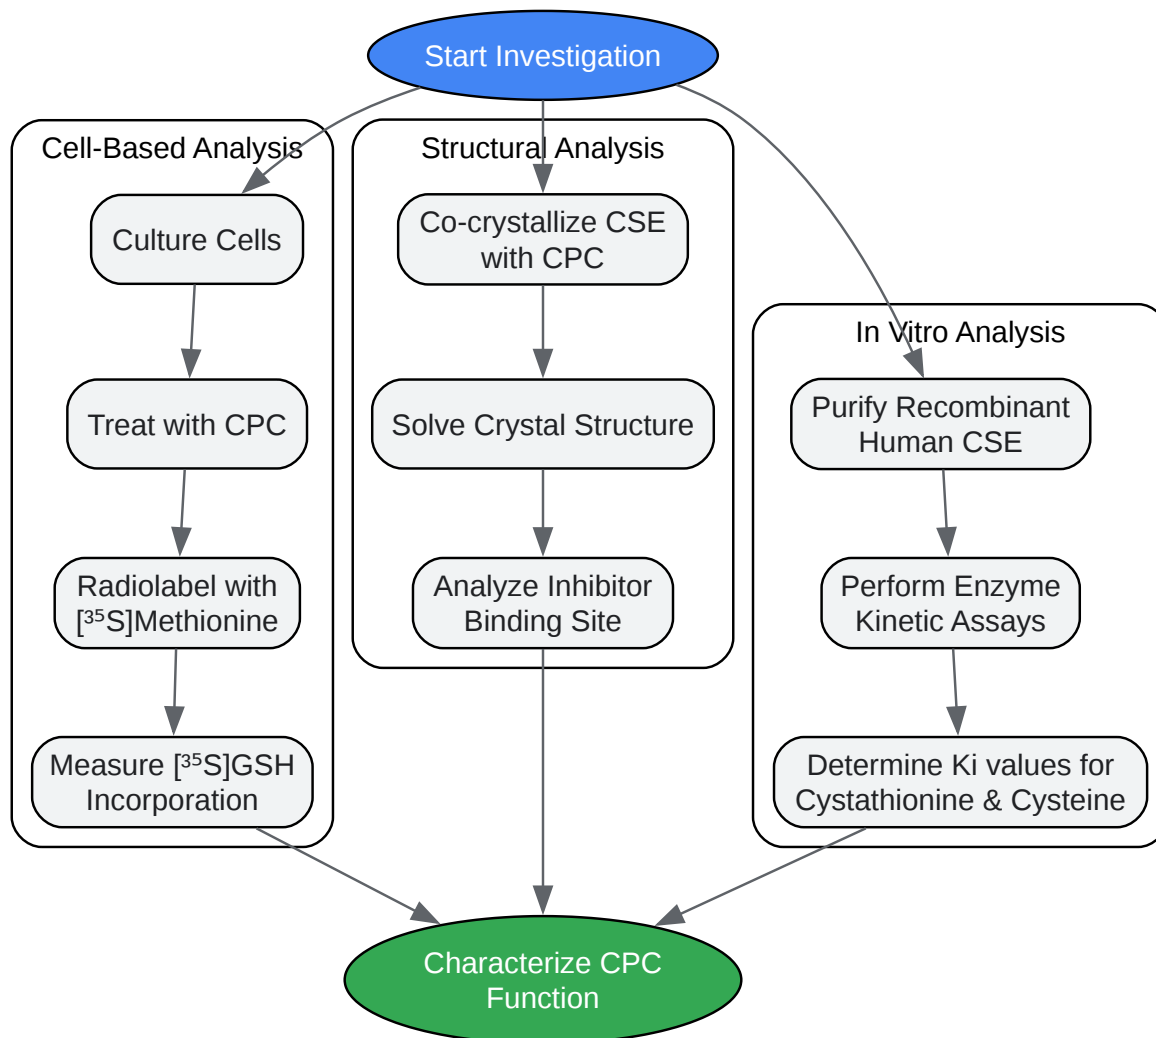 Start Investigation
Cell-Based Analysis
Culture Cells
Treat with CPC
Radiolabel with
[³⁵S]Methionine
Measure [³⁵S]GSH
Incorporation
Structural Analysis
Co-crystallize CSE
with CPC
Solve Crystal Structure
Analyze Inhibitor
Binding Site
In Vitro Analysis
Purify Recombinant
Human CSE
Perform Enzyme
Kinetic Assays
Determine Ki values for
Cystathionine & Cysteine
Characterize CPC
Function